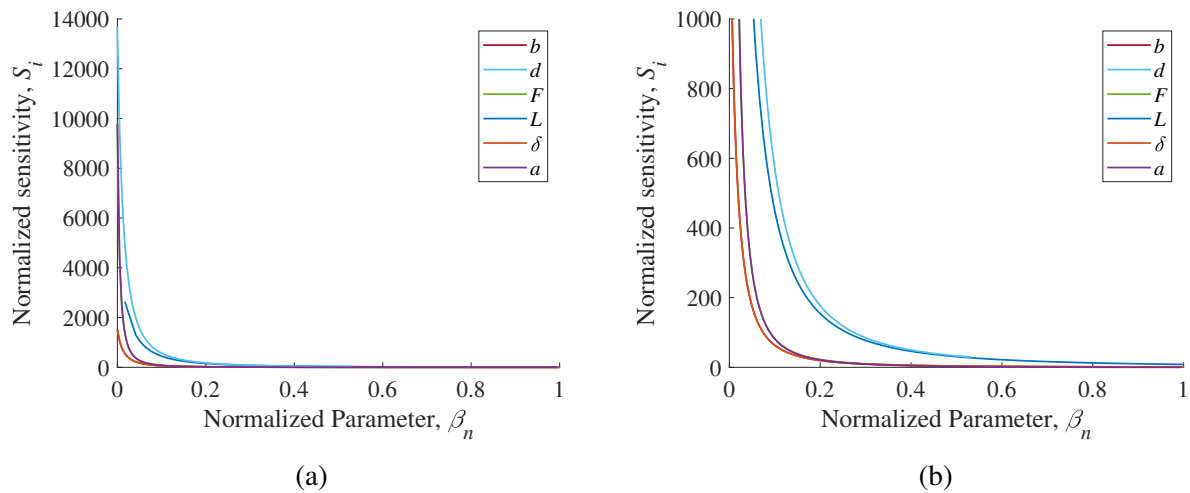 14000
12000
10000
8000
6000
4000
2000
0
Normalized sensitivity, S_i
0 0.2 0.4 0.6 0.8 1
Normalized Parameter, β_n
b
d
F
L
δ
a
(a)
1000
800
600
400
200
0
Normalized sensitivity, S_i
0 0.2 0.4 0.6 0.8 1
Normalized Parameter, β_n
b
d
F
L
δ
a
(b)